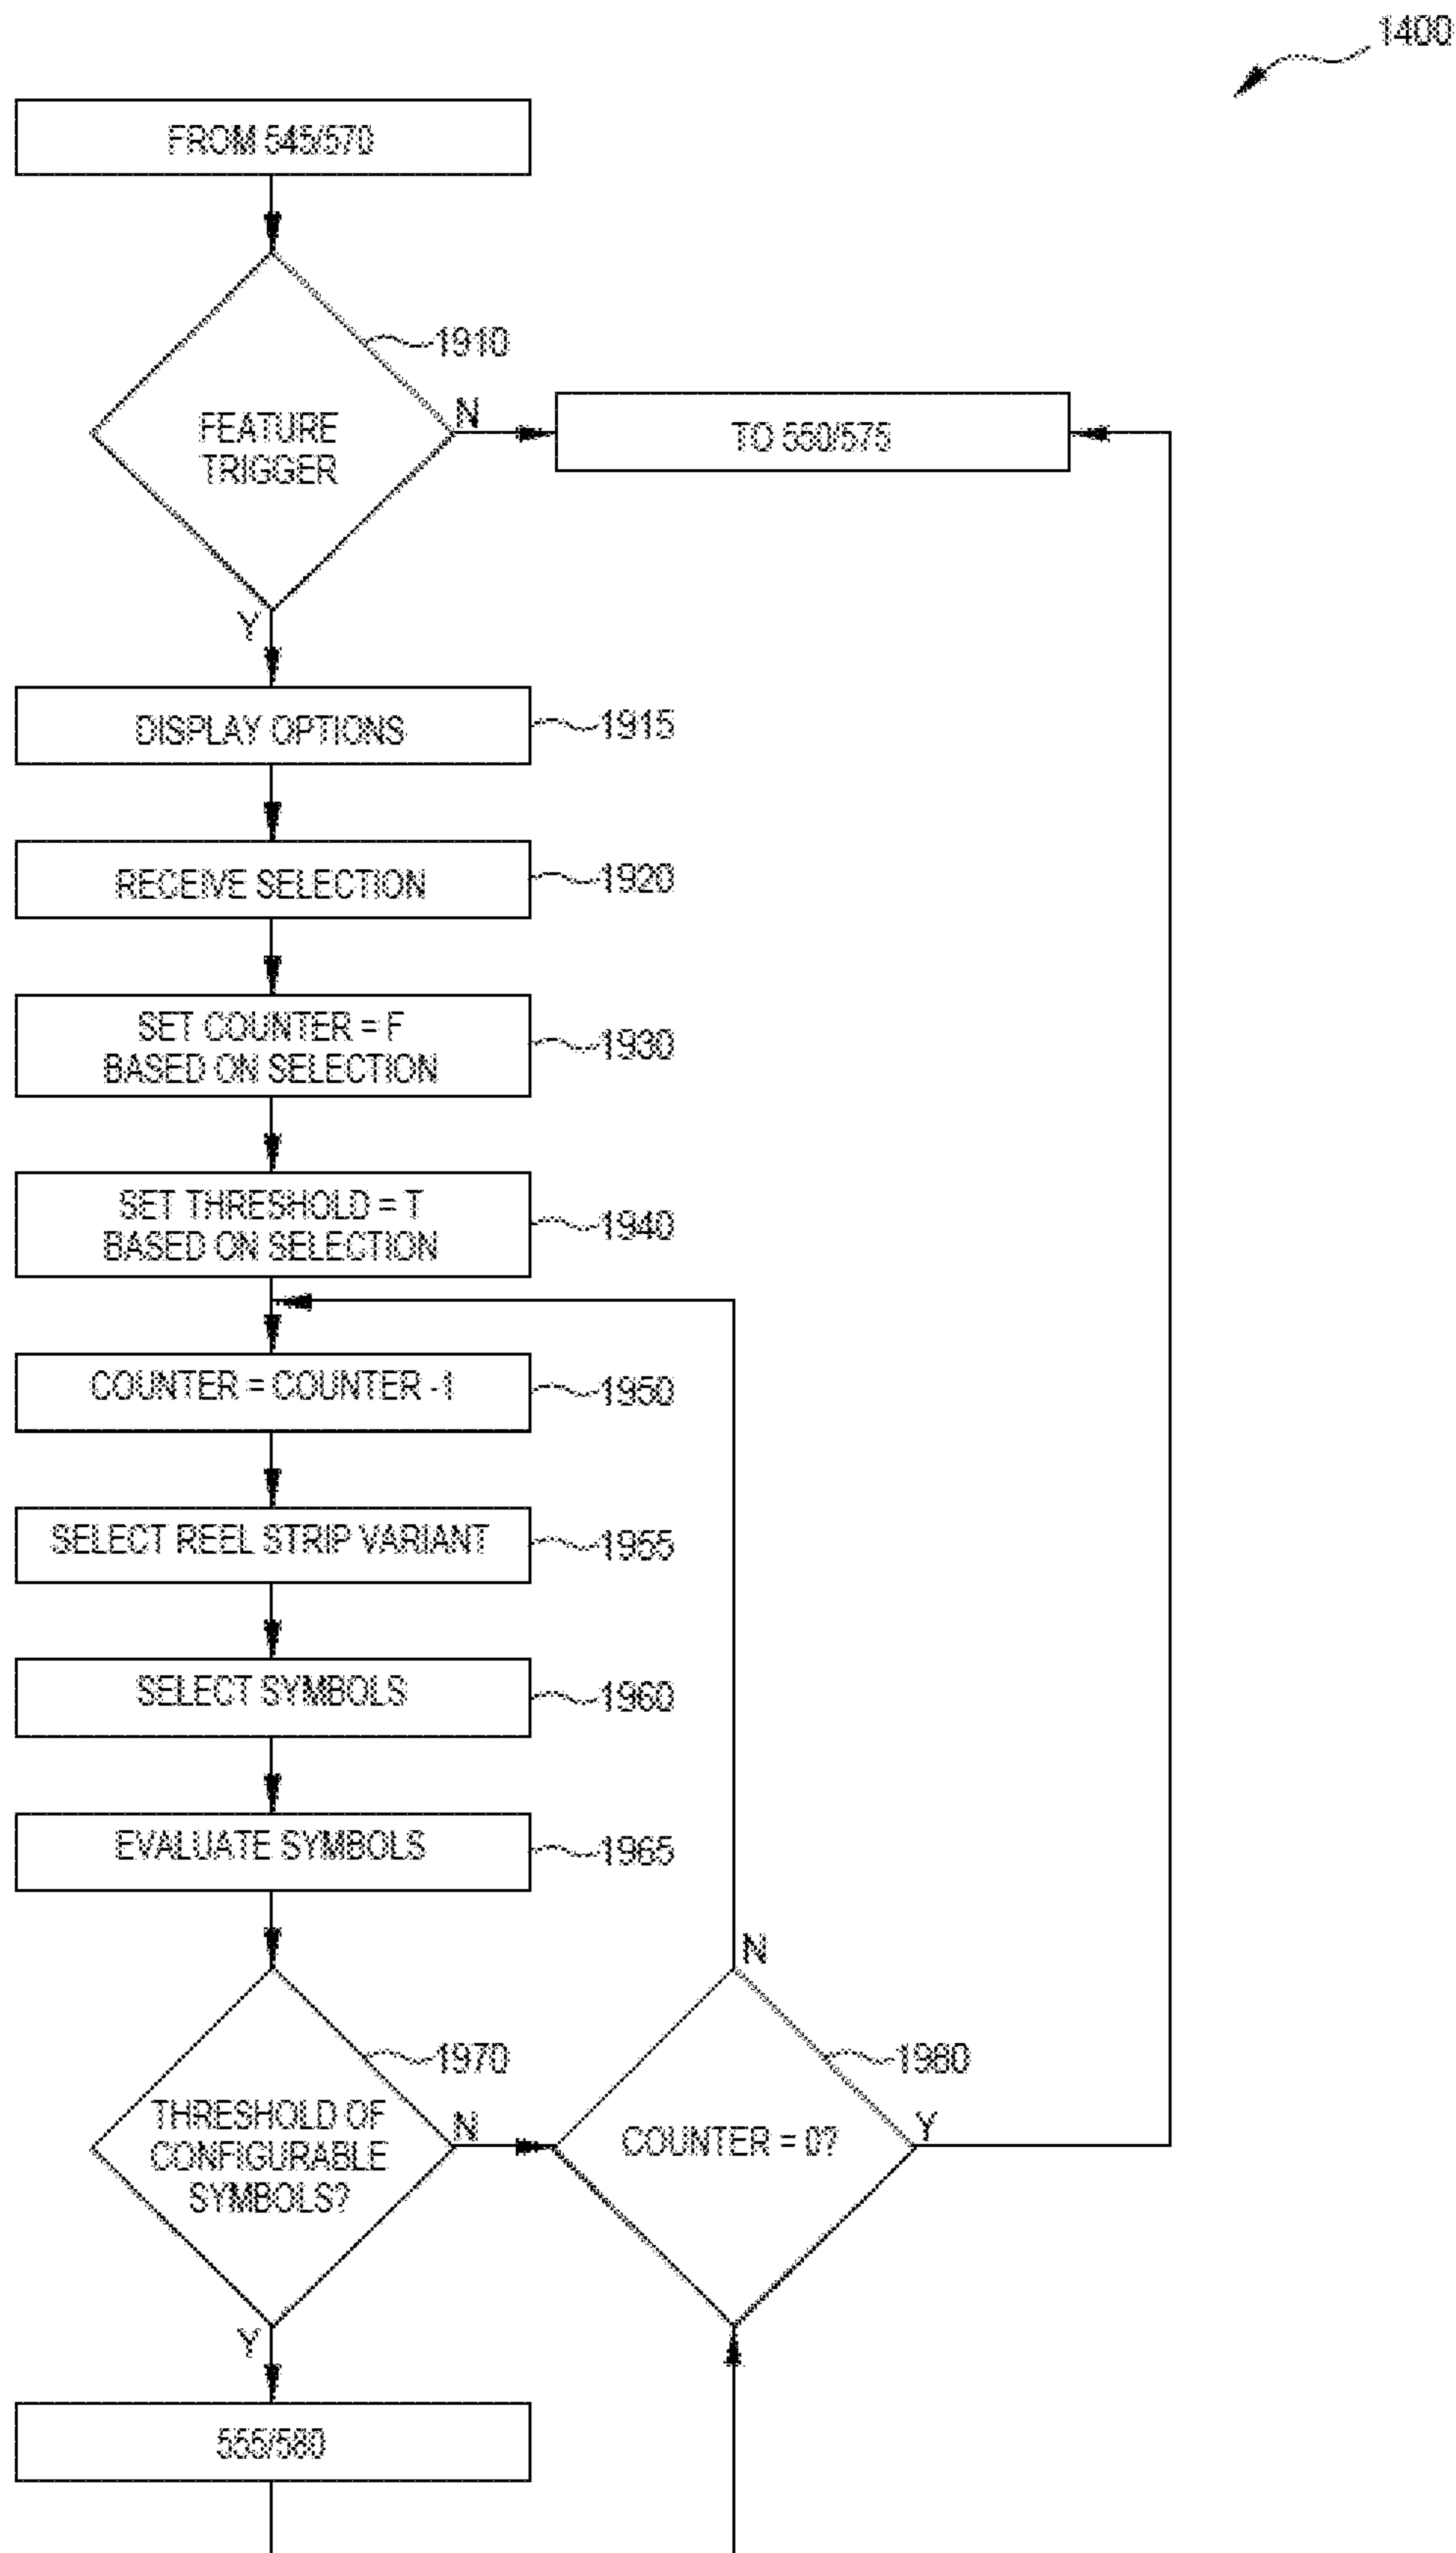 1400
FROM 545/570
1910
FEATURE
TRIGGER
N
TO 550/575
Y
DISPLAY OPTIONS
1915
RECEIVE SELECTION
1920
SET COUNTER = F
BASED ON SELECTION
1930
SET THRESHOLD = T
BASED ON SELECTION
1940
COUNTER = COUNTER -1
1950
SELECT REEL STRIP VARIANT
1955
SELECT SYMBOLS
1960
EVALUATE SYMBOLS
1965
N
1970
1980
THRESHOLD OF
CONFIGURABLE
SYMBOLS?
N
COUNTER = 0?
Y
Y
555/580